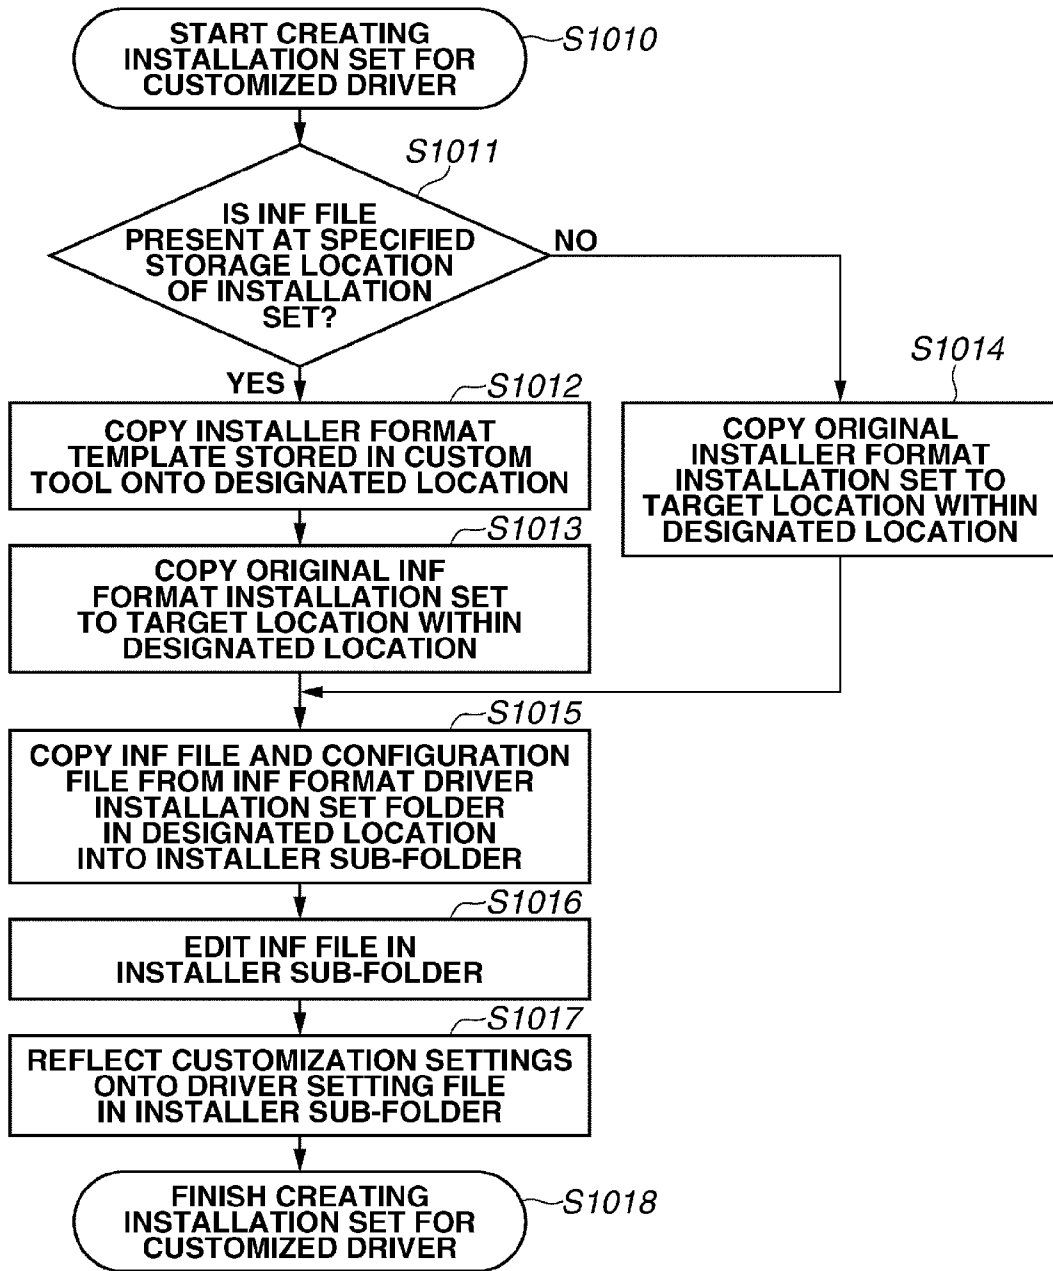 START CREATING
INSTALLATION SET FOR
CUSTOMIZED DRIVER
S1010
S1011
IS INF FILE
PRESENT AT SPECIFIED
STORAGE LOCATION
OF INSTALLATION
SET?
NO
YES
S1012
COPY INSTALLER FORMAT
TEMPLATE STORED IN CUSTOM
TOOL ONTO DESIGNATED LOCATION
S1014
COPY ORIGINAL
INSTALLER FORMAT
INSTALLATION SET TO
TARGET LOCATION WITHIN
DESIGNATED LOCATION
S1013
COPY ORIGINAL INF
FORMAT INSTALLATION SET
TO TARGET LOCATION WITHIN
DESIGNATED LOCATION
S1015
COPY INF FILE AND CONFIGURATION
FILE FROM INF FORMAT DRIVER
INSTALLATION SET FOLDER
IN DESIGNATED LOCATION
INTO INSTALLER SUB-FOLDER
S1016
EDIT INF FILE IN
INSTALLER SUB-FOLDER
S1017
REFLECT CUSTOMIZATION SETTINGS
ONTO DRIVER SETTING FILE
IN INSTALLER SUB-FOLDER
FINISH CREATING
INSTALLATION SET FOR
CUSTOMIZED DRIVER
S1018